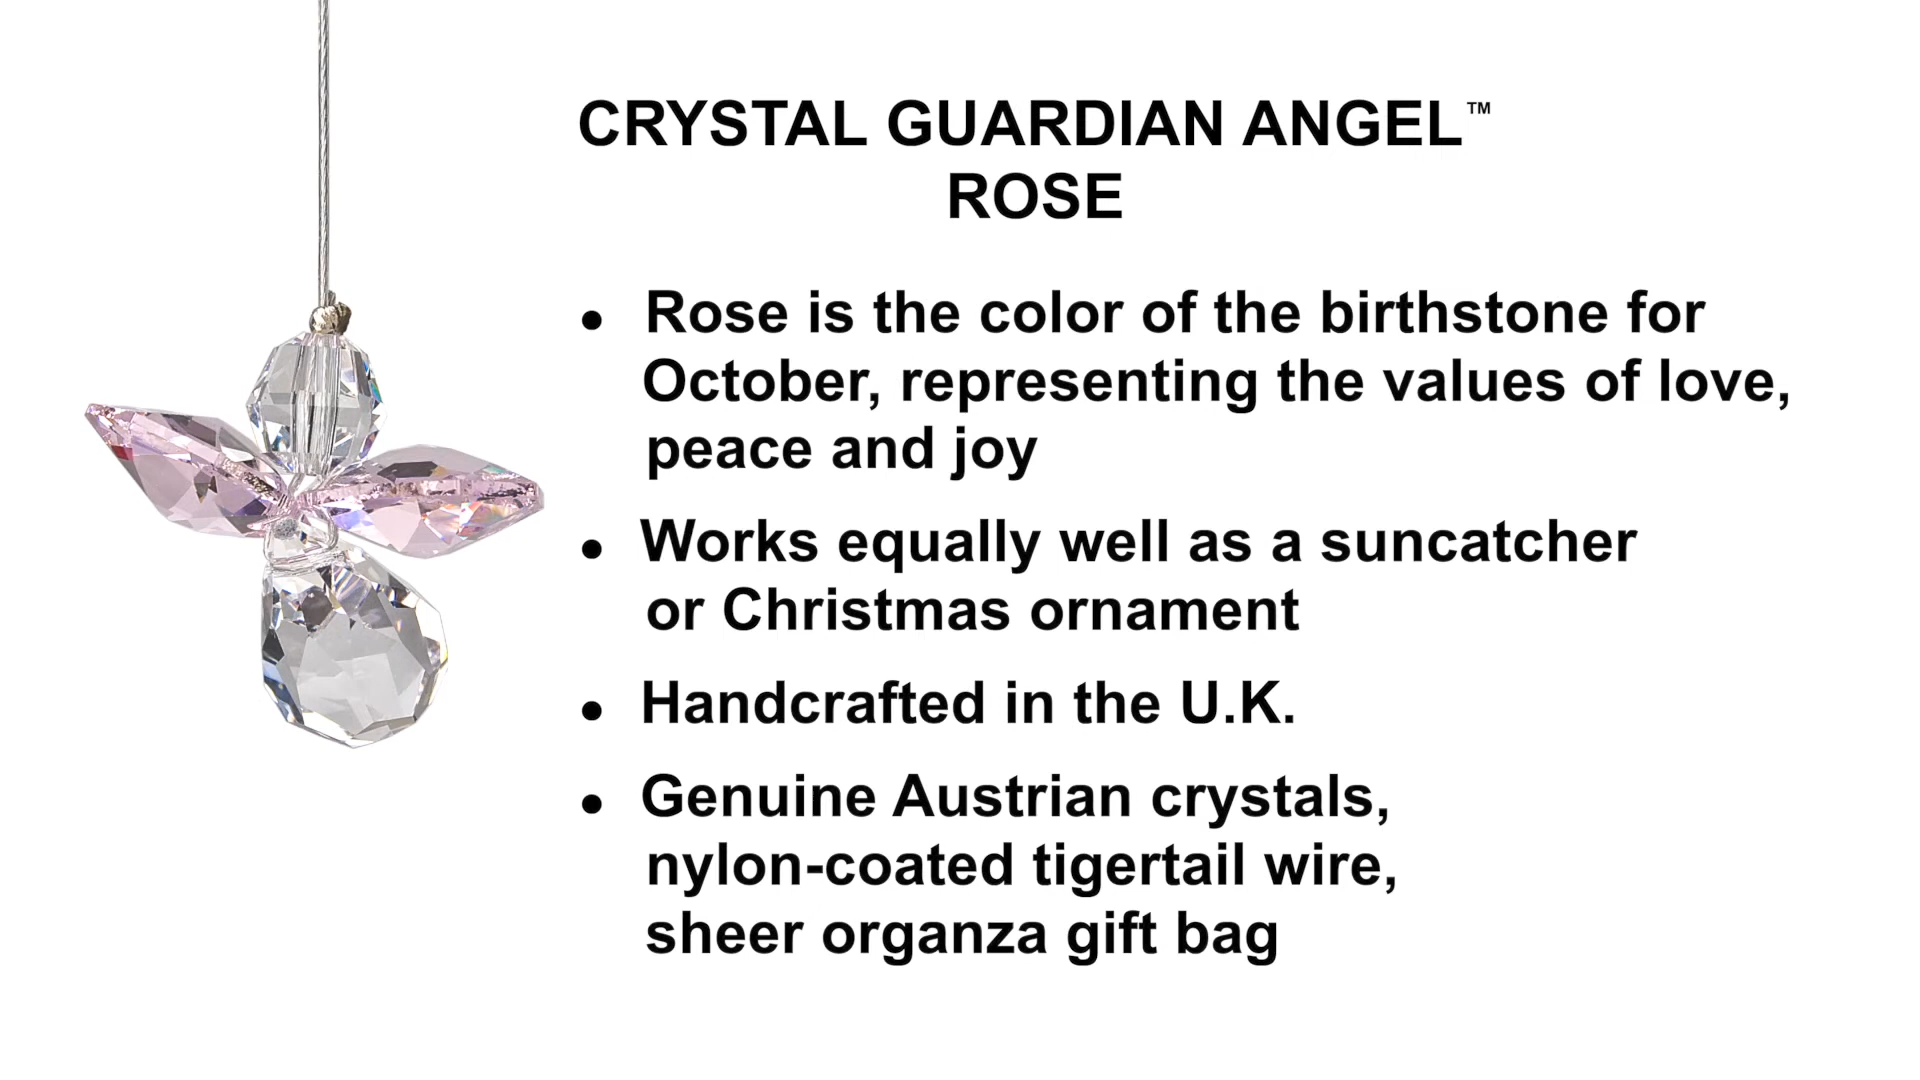 CRYSTAL GUARDIAN ANGEL™
ROSE
• Rose is the color of the birthstone for
October, representing the values of love,
peace and joy
• Works equally well as a suncatcher
or Christmas ornament
• Handcrafted in the U.K.
• Genuine Austrian crystals,
nylon-coated tigertail wire,
sheer organza gift bag